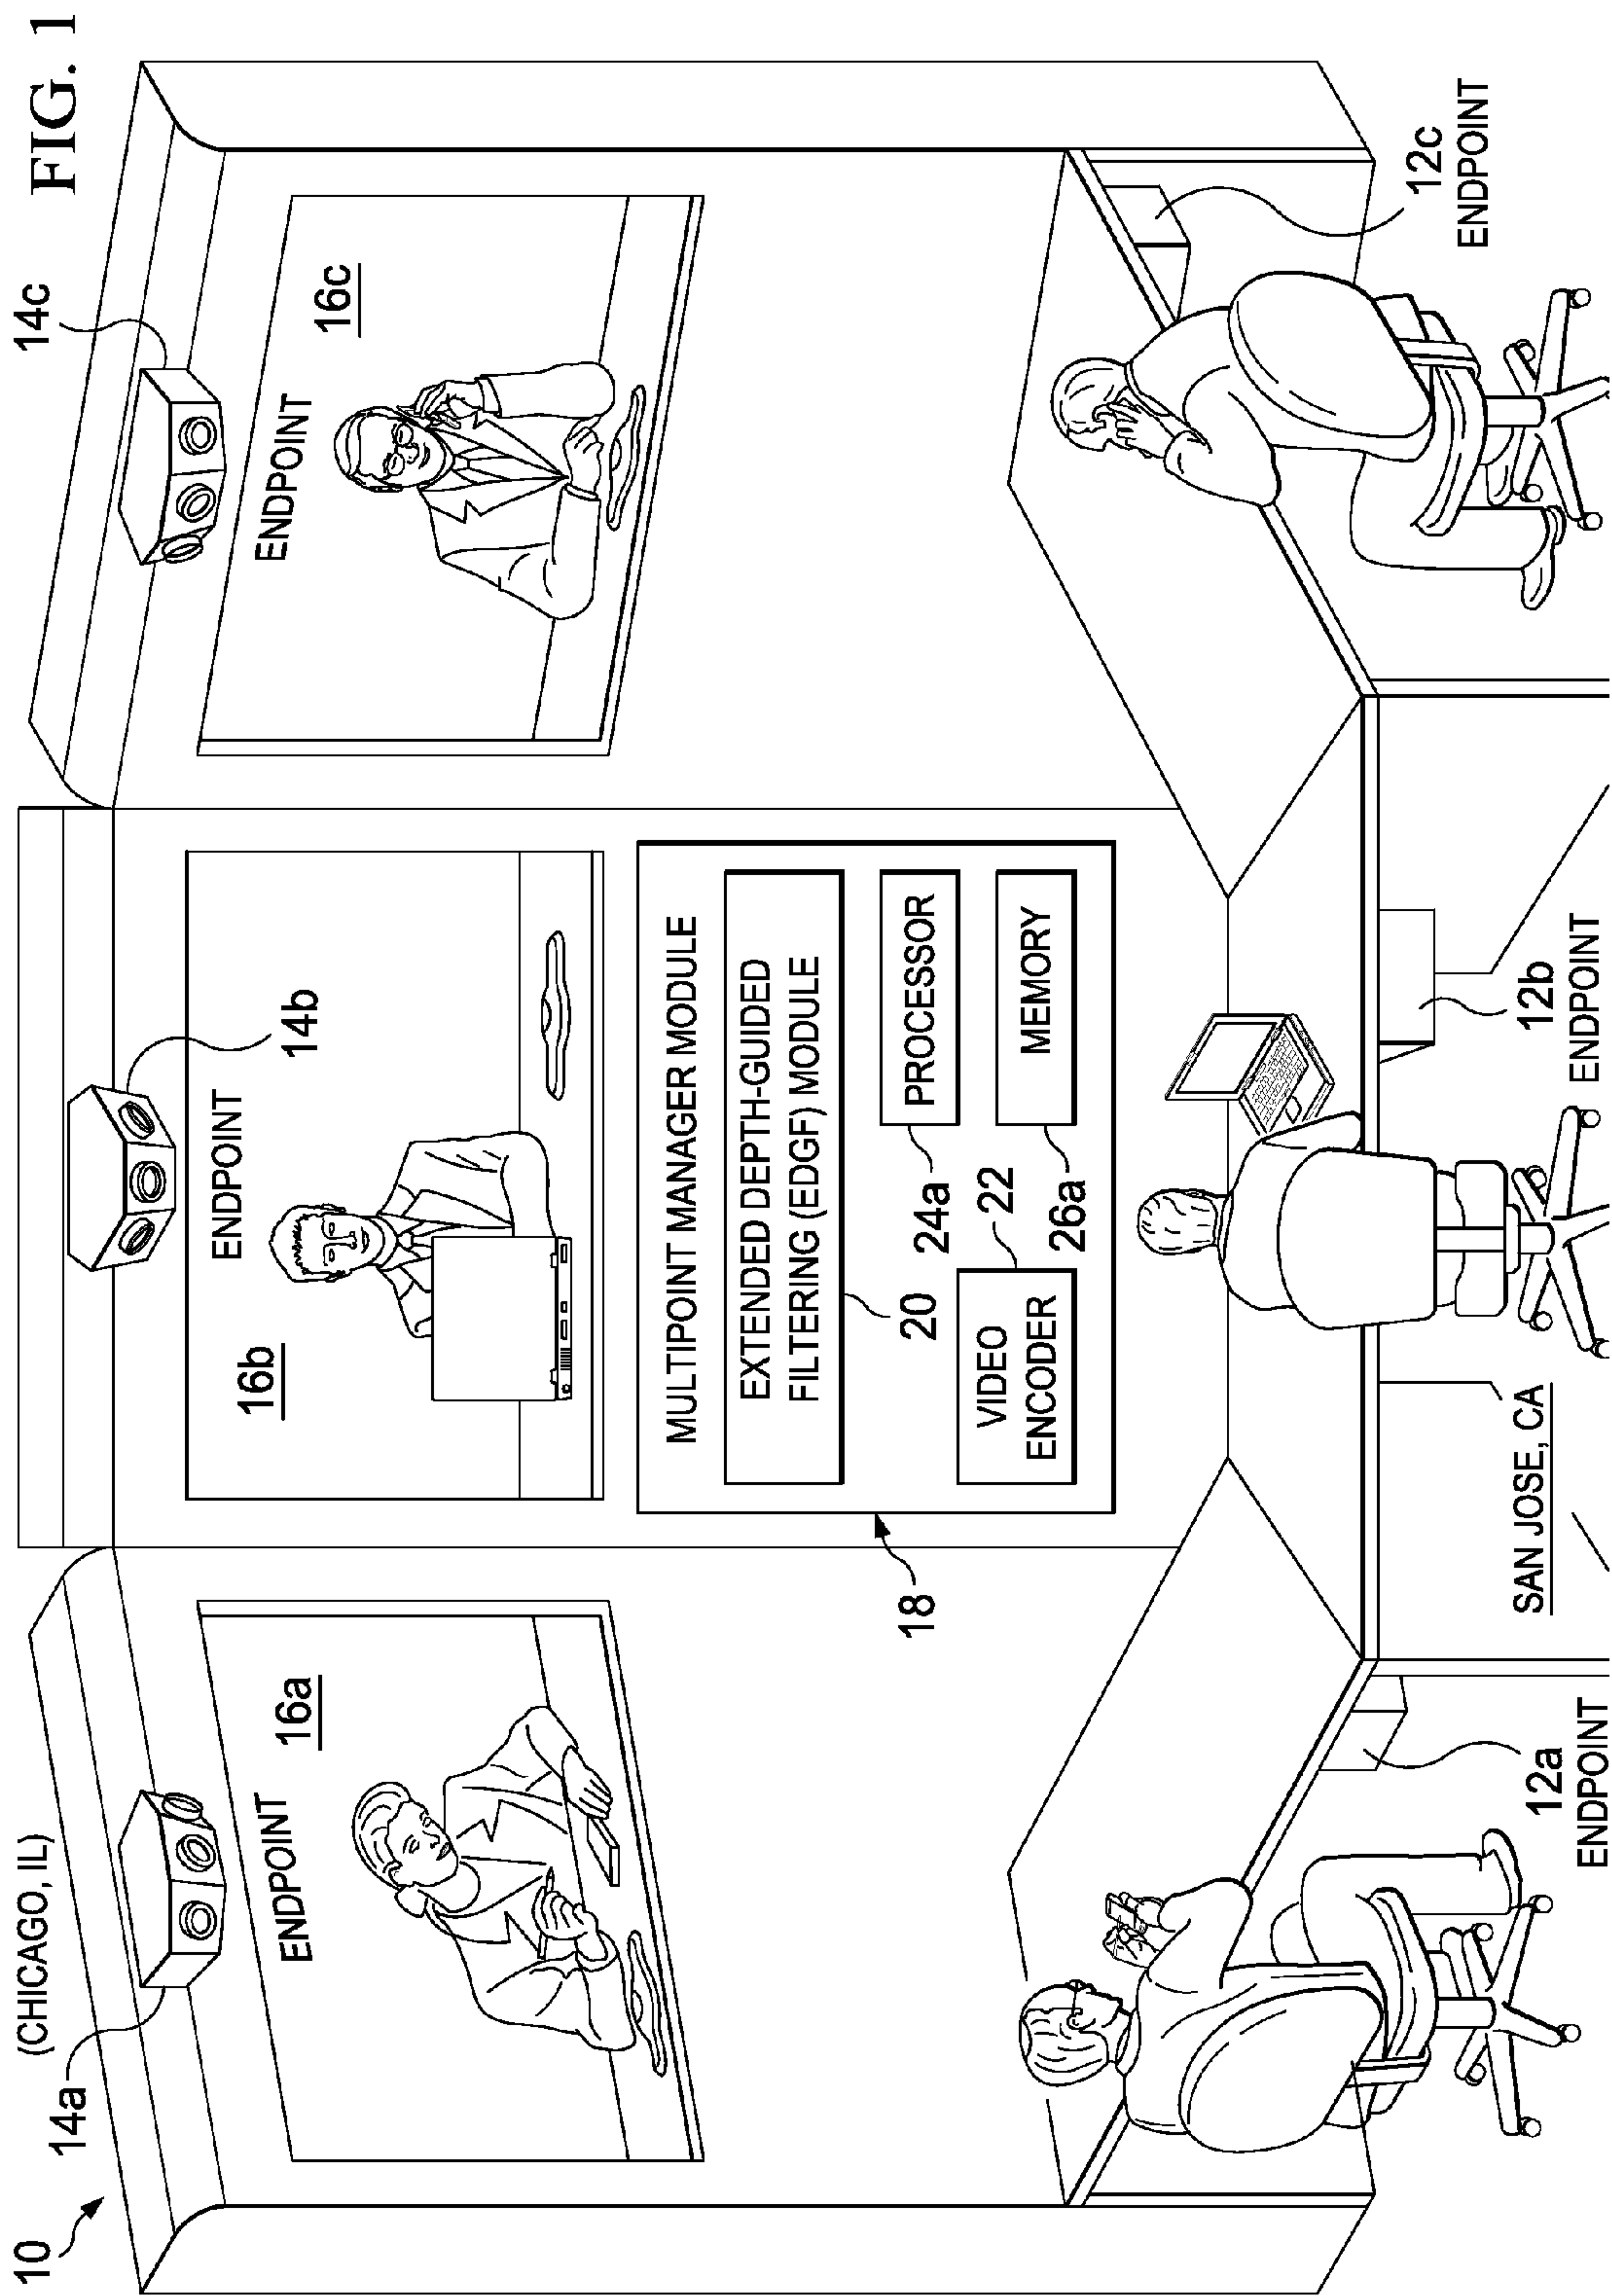 FIG. 1
10
(CHICAGO, IL)
14a
14b
14c
ENDPOINT
16a
ENDPOINT
16b
ENDPOINT
16c
MULTIPOINT MANAGER MODULE
EXTENDED DEPTH-GUIDED
FILTERING (EDGF) MODULE
20
PROCESSOR
24a
VIDEO
ENCODER
22
MEMORY
26a
18
SAN JOSE, CA
12a
ENDPOINT
12b
ENDPOINT
12c
ENDPOINT